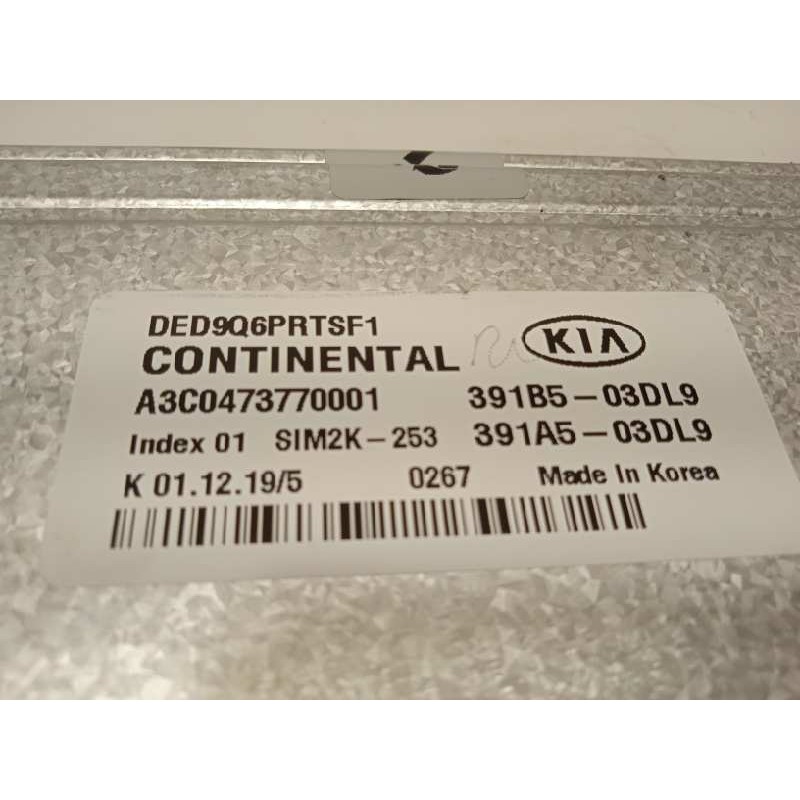 DED9Q6PRTSF1
CONTINENTAL KIA
A3C0473770001 391B5-03DL9
Index 01 SIM2K-253 391A5-03DL9
K 01.12.19/5 0267 Made In Korea